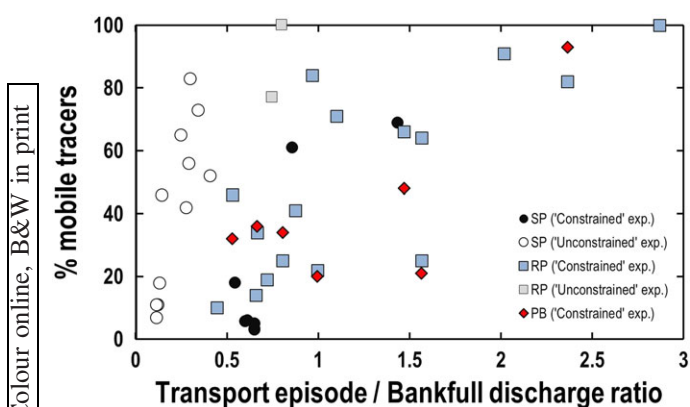 Colour online, B&W in print
% mobile tracers
100
80
60
40
20
0
0 0.5 1 1.5 2 2.5 3
SP ('Constrained' exp.)
SP ('Unconstrained' exp.)
RP ('Constrained' exp.)
RP ('Unconstrained' exp.)
PB ('Constrained' exp.)
Transport episode / Bankfull discharge ratio